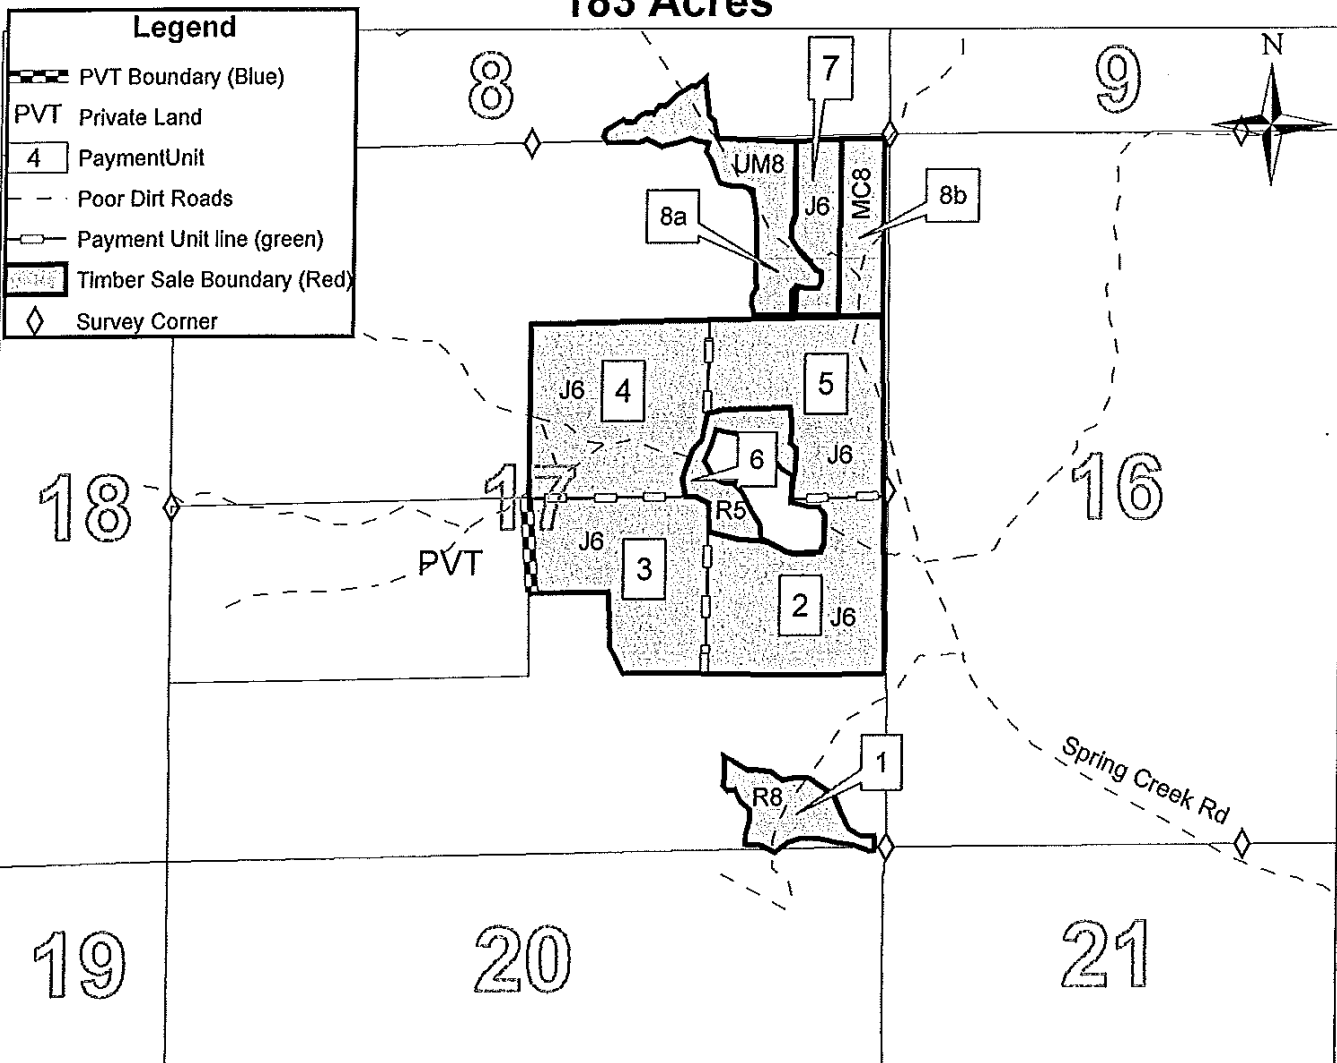 183 Acres
Legend
PVT Boundary (Blue)
PVT Private Land
4 PaymentUnit
Poor Dirt Roads
Payment Unit line (green)
Timber Sale Boundary (Red)
Survey Corner
8
7
9
N
UM8
J6
MC8
8a
8b
J6
4
5
6
J6
18
17
16
R5
J6
3
PVT
2
J6
Spring Creek Rd
1
R8
19
20
21